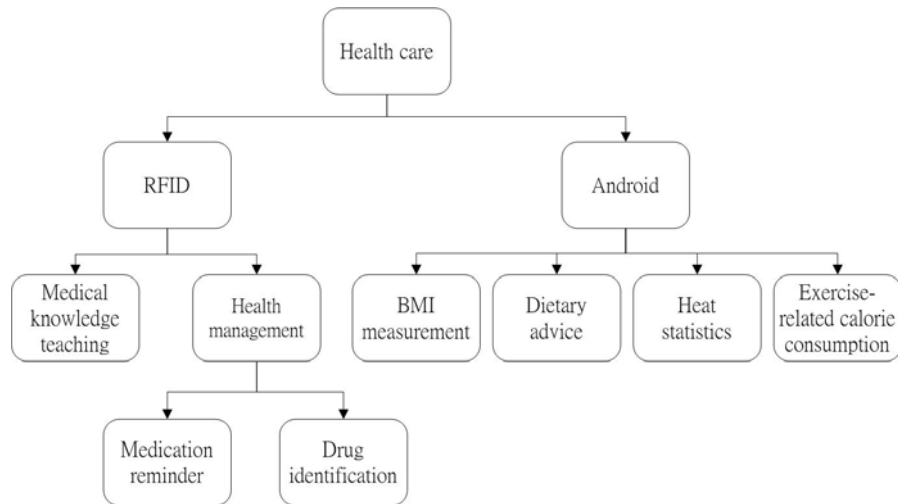 Health care
RFID
Android
Medical
knowledge
teaching
Health
management
BMI
measurement
Dietary
advice
Heat
statistics
Exercise-
related calorie
consumption
Medication
reminder
Drug
identification